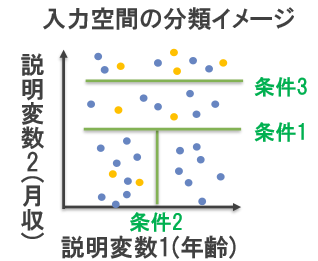 入力空間の分類イメージ
説明変数2(月収)
条件3
条件1
条件2
説明変数1(年齢)